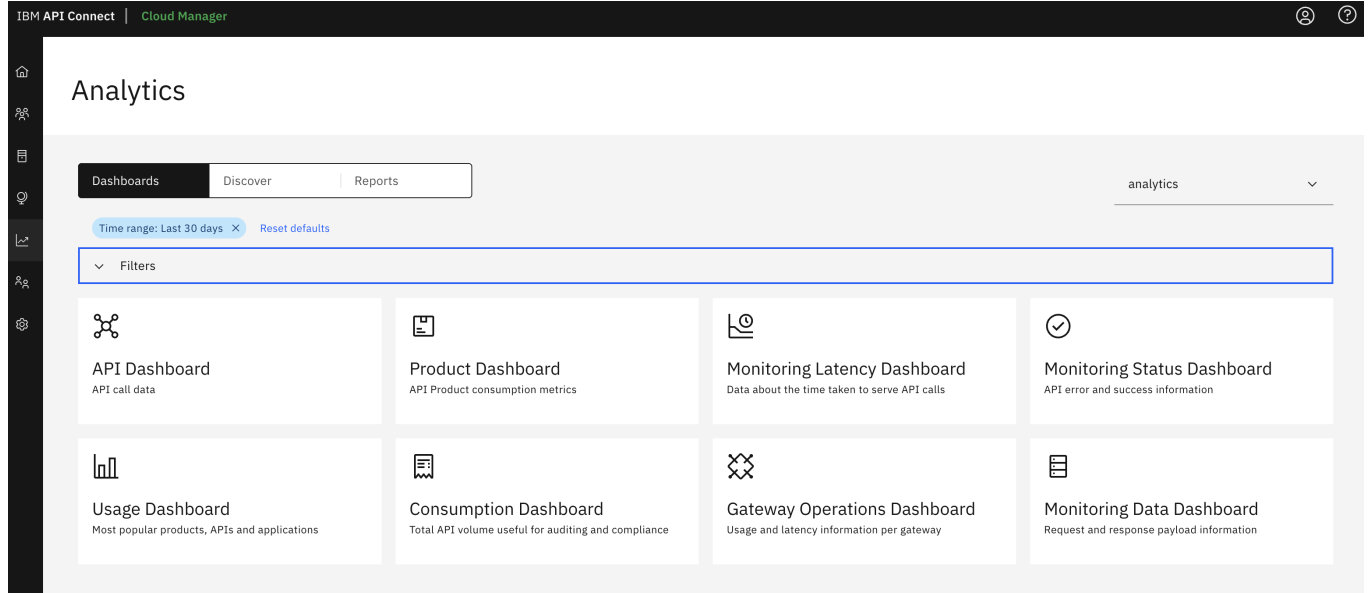 IBM API Connect | Cloud Manager
Analytics
Dashboards
Discover
Reports
analytics
Time range: Last 30 days
Reset defaults
Filters
API Dashboard
API call data
Product Dashboard
API Product consumption metrics
Monitoring Latency Dashboard
Data about the time taken to serve API calls
Monitoring Status Dashboard
API error and success information
Usage Dashboard
Most popular products, APIs and applications
Consumption Dashboard
Total API volume useful for auditing and compliance
Gateway Operations Dashboard
Usage and latency information per gateway
Monitoring Data Dashboard
Request and response payload information